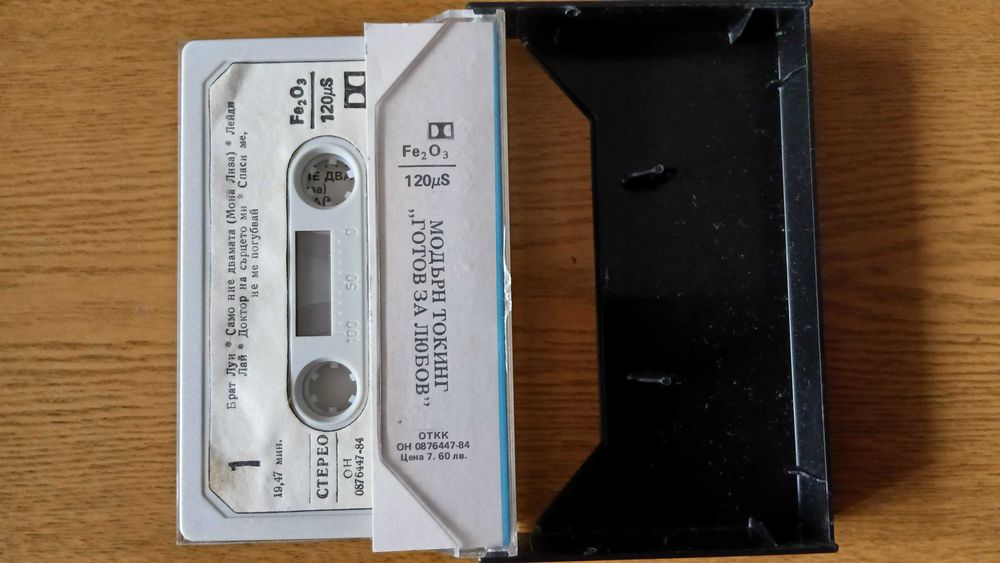 Брат Луи * Само ние двамата (Мона Лиза) * Лейди
Лай * Доктор на сърцето ми * Спаси ме,
не ме погубвай
Fe₂O₃
120µS
1
19,47 мин.
СТЕРЕО
ОН
0876447-84
100 50 0
Е ДВА
за)
Fe₂O₃
120µS
МОДЪРН ТОКИНГ
„ГОТОВ ЗА ЛЮБОВ”
ОТКК
ОН 0876447-84
Цена 7. 60 лв.